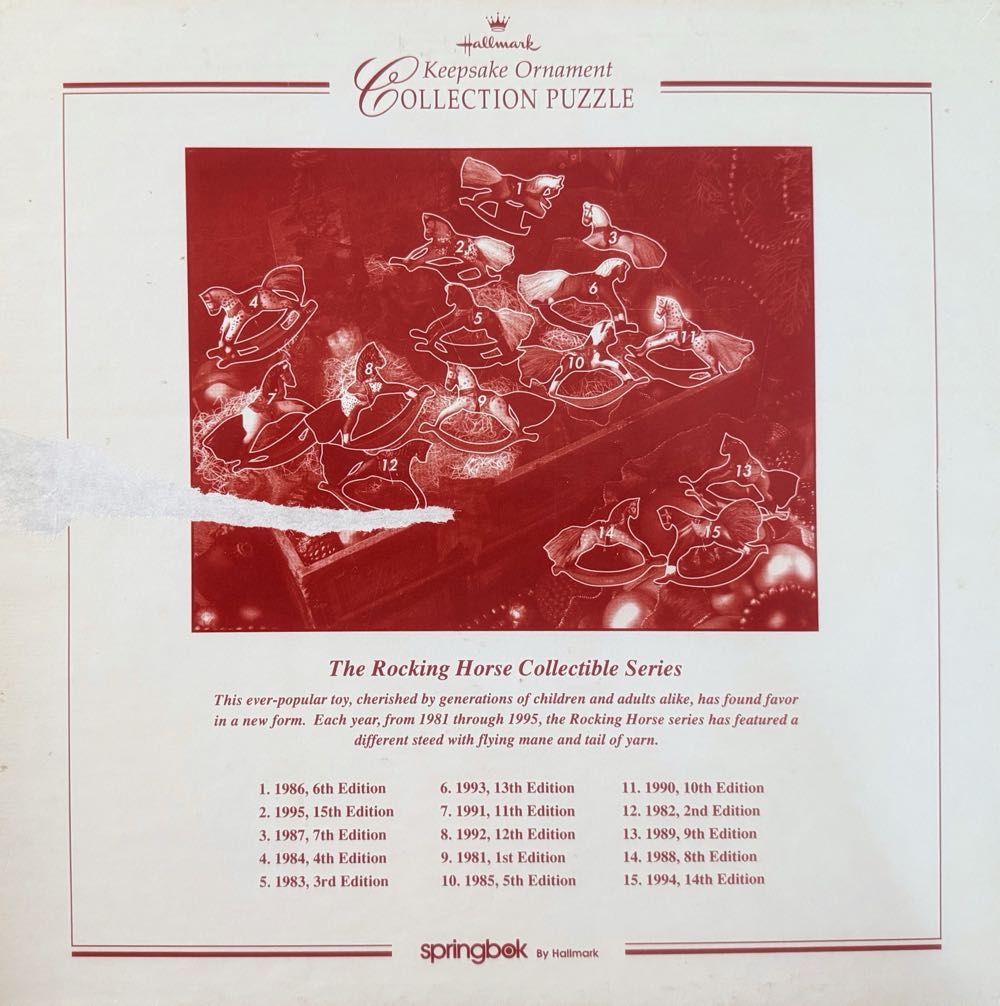 Hallmark
Keepsake Ornament
COLLECTION PUZZLE
1
2
3
4
6
5
11
10
8
7
9
12
13
14
15
The Rocking Horse Collectible Series
This ever-popular toy, cherished by generations of children and adults alike, has found favor
in a new form. Each year, from 1981 through 1995, the Rocking Horse series has featured a
different steed with flying mane and tail of yarn.
1. 1986, 6th Edition
2. 1995, 15th Edition
3. 1987, 7th Edition
4. 1984, 4th Edition
5. 1983, 3rd Edition
6. 1993, 13th Edition
7. 1991, 11th Edition
8. 1992, 12th Edition
9. 1981, 1st Edition
10. 1985, 5th Edition
11. 1990, 10th Edition
12. 1982, 2nd Edition
13. 1989, 9th Edition
14. 1988, 8th Edition
15. 1994, 14th Edition
springbok By Hallmark